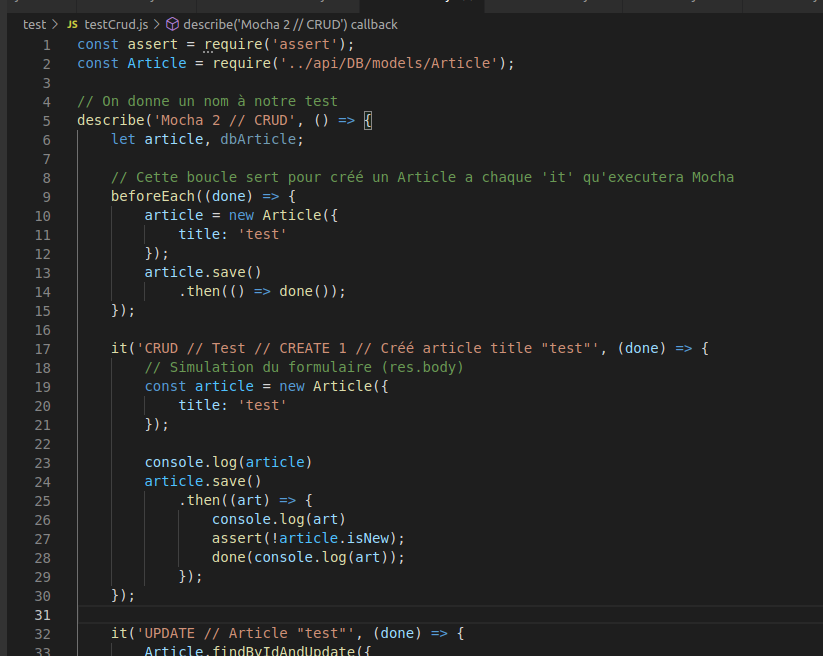 test > JS testCrud.js > describe('Mocha 2 // CRUD') callback
1 const assert = require('assert');
2 const Article = require('../api/DB/models/Article');
3
4 // On donne un nom à notre test
5 describe('Mocha 2 // CRUD', () => {
6 let article, dbArticle;
7
8 // Cette boucle sert pour créé un Article a chaque 'it' qu'executera Mocha
9 beforeEach((done) => {
10 article = new Article({
11 title: 'test'
12 });
13 article.save()
14 .then(() => done());
15 });
16
17 it('CRUD // Test // CREATE 1 // Créé article title "test"', (done) => {
18 // Simulation du formulaire (res.body)
19 const article = new Article({
20 title: 'test'
21 });
22
23 console.log(article)
24 article.save()
25 .then((art) => {
26 console.log(art)
27 assert(!article.isNew);
28 done(console.log(art));
29 });
30 });
31
32 it('UPDATE // Article "test"', (done) => {
33 Article.findByIdAndUpdate({